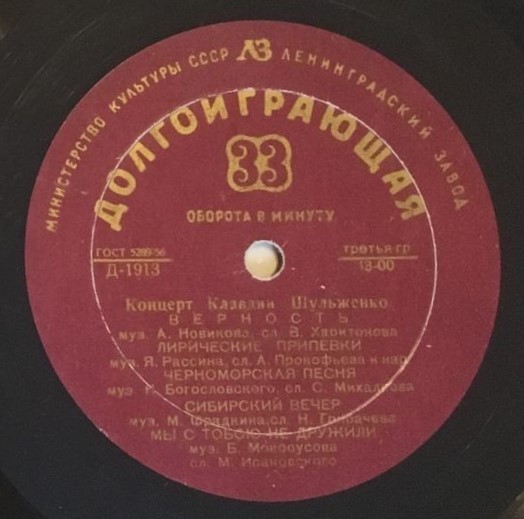 МИНИСТЕРСТВО КУЛЬТУРЫ СССР ЛЗ ЛЕНИНГРАДСКИЙ ЗАВОД
ДОЛГОИГРАЮЩАЯ
33
ОБОРОТА В МИНУТУ
ГОСТ 5289-56
Д-1913
третья гр.
13-00
Концерт Клавдии Шульженко
ВЕРНОСТЬ
муз. А. Новикова, сл. В. Харитонова
ЛИРИЧЕСКИЕ ПРИПЕВКИ
муз. Я. Рассина, сл. А. Прокофьева и нар.
ЧЕРНОМОРСКАЯ ПЕСНЯ
муз. Н. Богословского, сл. С. Михалкова
СИБИРСКИЙ ВЕЧЕР
муз. М. Фрадкина, сл. Н. Грибачева
МЫ С ТОБОЮ НЕ ДРУЖИЛИ
муз. Б. Мокроусова
сл. М. Исаковского